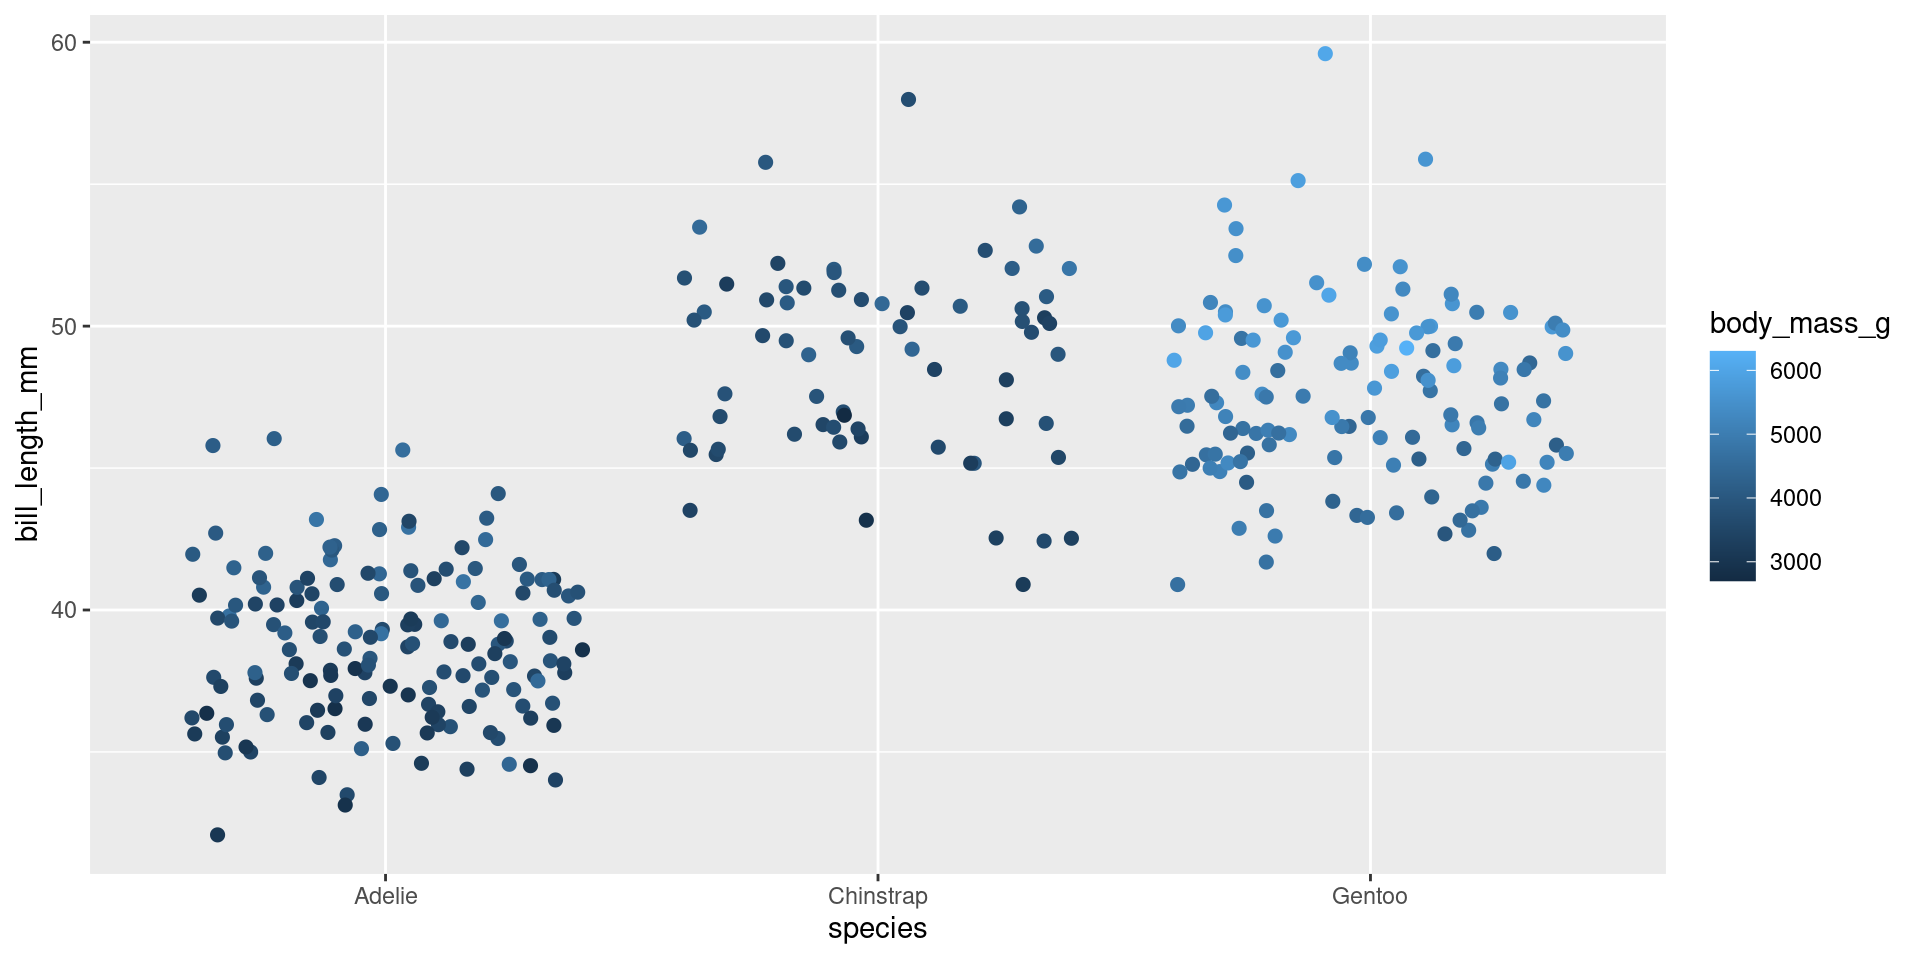 60
50
40
bill_length_mm
Adelie
Chinstrap
Gentoo
species
body_mass_g
6000
5000
4000
3000